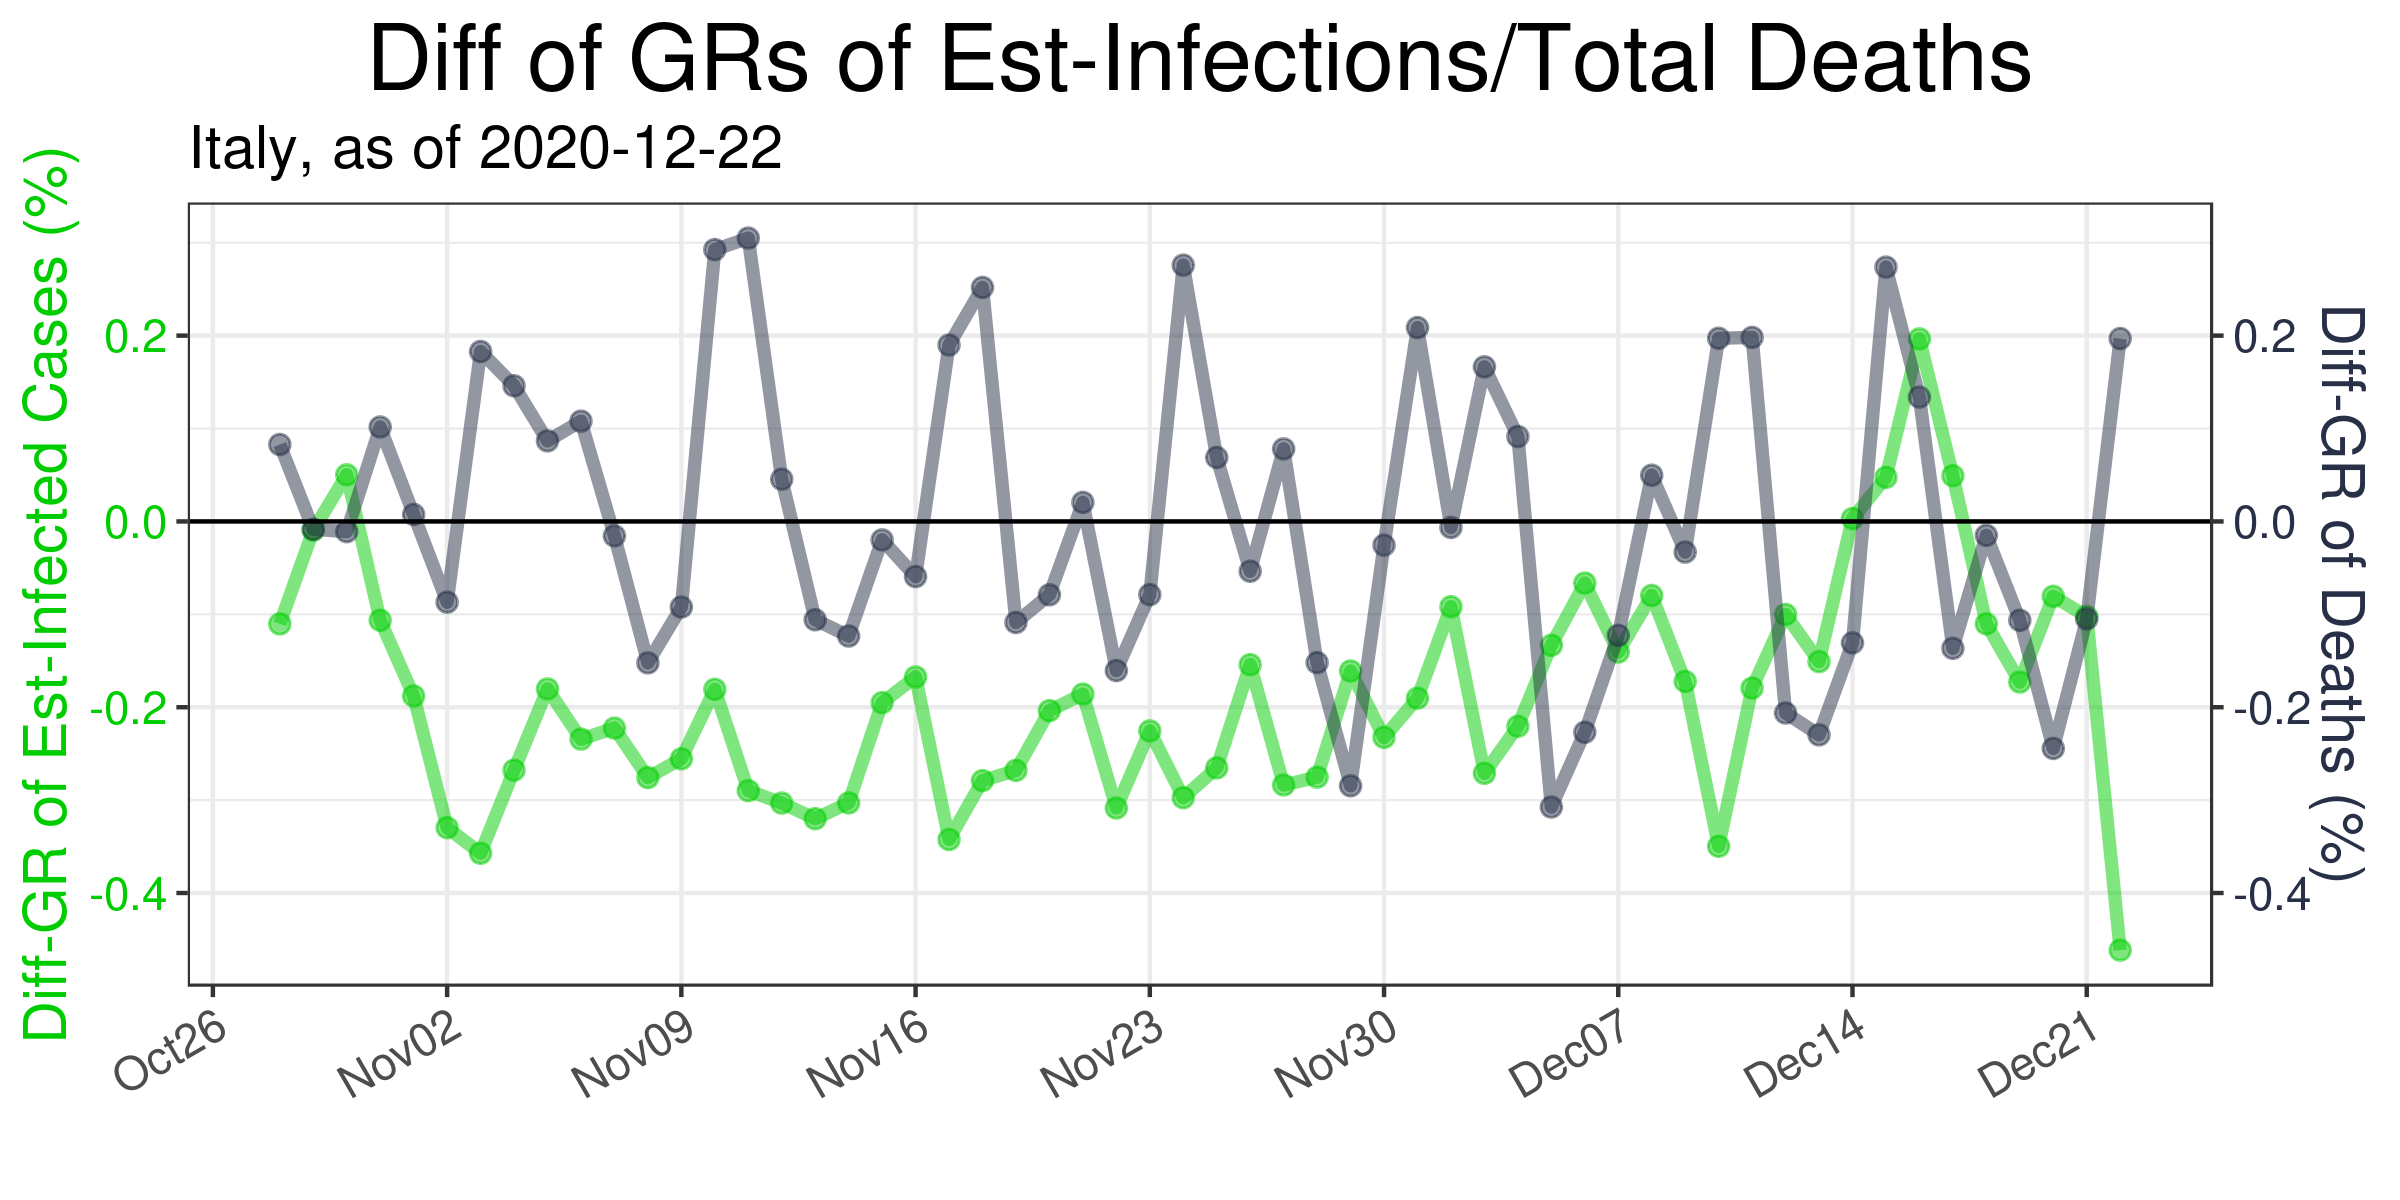 Diff of GRs of Est-Infections/Total Deaths
Italy, as of 2020-12-22
Diff-GR of Est-Infected Cases (%)
0.2
0.0
-0.2
-0.4
0.2
0.0
-0.2
-0.4
Diff-GR of Deaths (%)
Oct26
Nov02
Nov09
Nov16
Nov23
Nov30
Dec07
Dec14
Dec21